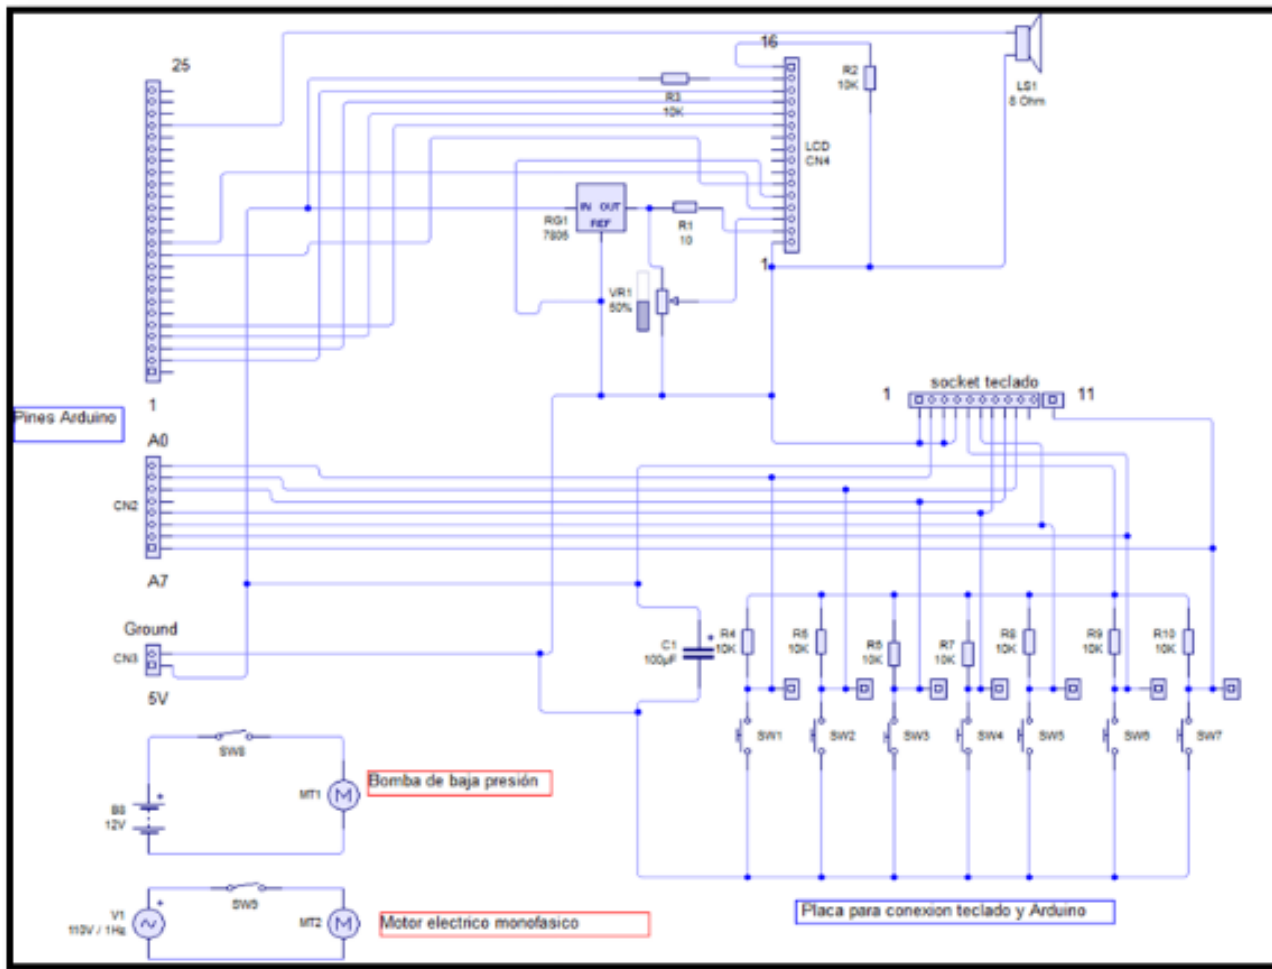 25
16
R2
10K
LS1
8 Ohm
R3
10K
LCD
CN4
IN OUT
REF
RG1
7805
R1
10
1
VR1
50%
socket teclado
1
11
1
Pines Arduino
A0
CN2
A7
Ground
CN3
5V
C1
100µF
R4
10K
R5
10K
R6
10K
R7
10K
R8
10K
R9
10K
R10
10K
SW1
SW2
SW3
SW4
SW5
SW6
SW7
SW8
12V
MT1
M
Bomba de baja presión
SW9
V1
110V / 1Hz
MT2
M
Motor electrico monofasico
Placa para conexion teclado y Arduino